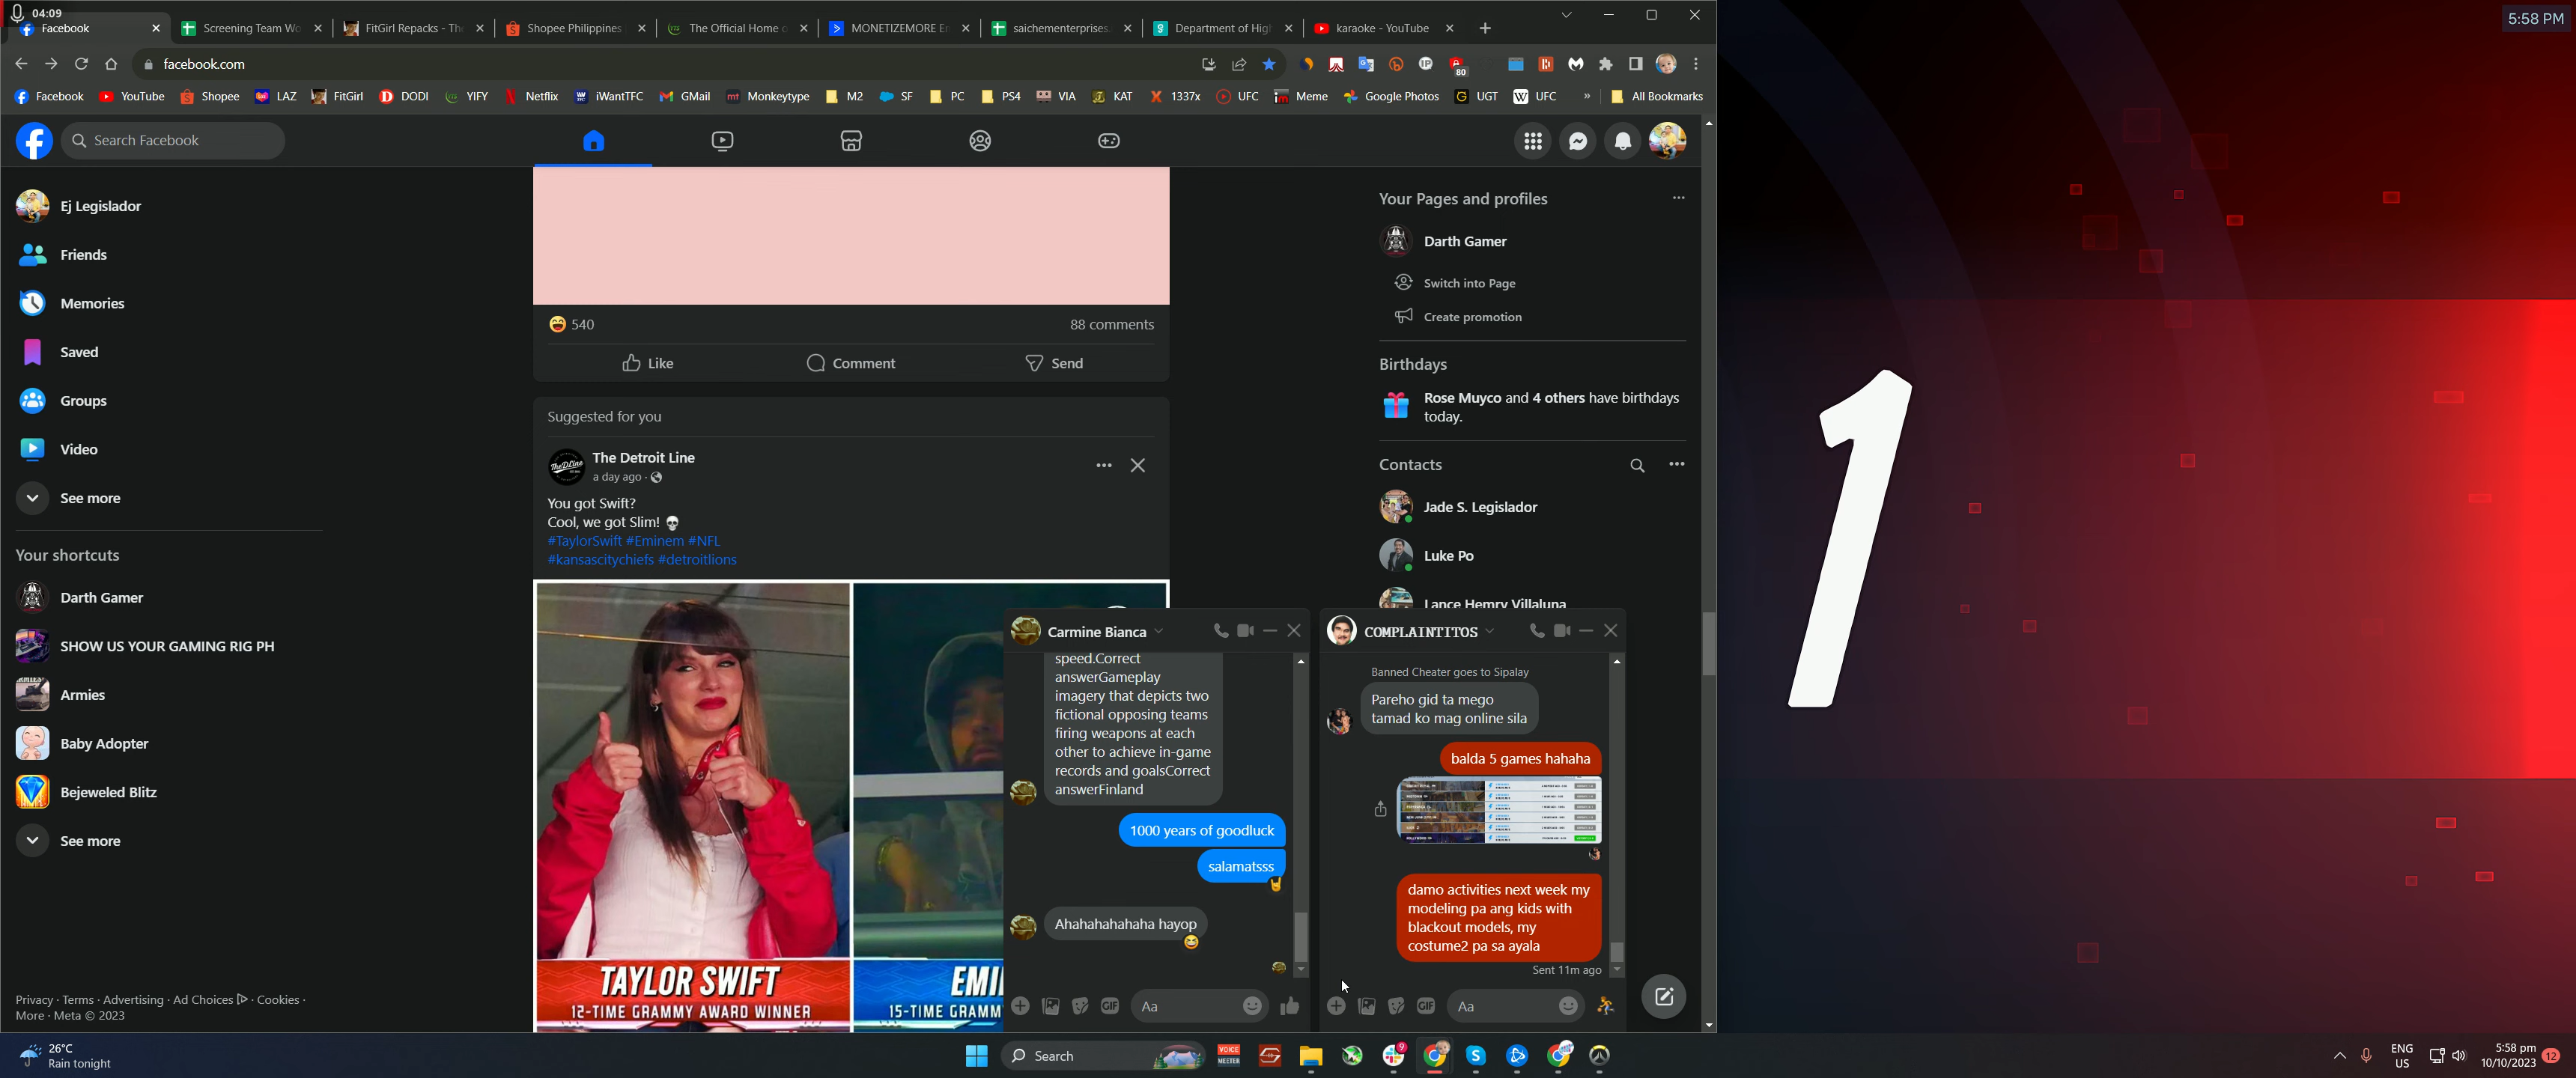 04:09
Facebook
Screening Team Wo
FitGirl Repacks - The
Shopee Philippines
The Official Home o
MONETIZEMORE En
saichementerprises.
Department of Hig
karaoke - YouTube
5:58 PM
facebook.com
80
Facebook
YouTube
Shopee
LAZ
FitGirl
DODI
YIFY
Netflix
iWantTFC
GMail
Monkeytype
M2
SF
PC
PS4
VIA
KAT
1337x
UFC
Meme
Google Photos
UGT
UFC
»
All Bookmarks
Search Facebook
Ej Legislador
Friends
Memories
Saved
Groups
Video
See more
Your shortcuts
Darth Gamer
SHOW US YOUR GAMING RIG PH
Armies
Baby Adopter
Bejeweled Blitz
See more
Privacy · Terms · Advertising · Ad Choices · Cookies ·
More · Meta © 2023
540
88 comments
Like
Comment
Send
Suggested for you
The Detroit Line
a day ago ·
You got Swift?
Cool, we got Slim! 💀
#TaylorSwift #Eminem #NFL
#kansascitychiefs #detroitlions
TAYLOR SWIFT
12-TIME GRAMMY AWARD WINNER
EMI
15-TIME GRAMM
Your Pages and profiles
Darth Gamer
Switch into Page
Create promotion
Birthdays
Rose Muyco and 4 others have birthdays
today.
Contacts
Jade S. Legislador
Luke Po
Lance Hemry Villaluna
Carmine Bianca
speed.Correct
answerGameplay
imagery that depicts two
fictional opposing teams
firing weapons at each
other to achieve in-game
records and goalsCorrect
answerFinland
1000 years of goodluck
salamatsss
Ahahahahahaha hayop
GIF
Aa
COMPLAINTITOS
Banned Cheater goes to Sipalay
Pareho gid ta mego
tamad ko mag online sila
balda 5 games hahaha
damo activities next week my
modeling pa ang kids with
blackout models, my
costume2 pa sa ayala
Sent 11m ago
GIF
Aa
1
26°C
Rain tonight
Search
VOICE
MEETER
9
ENG
US
5:58 pm
10/10/2023
12